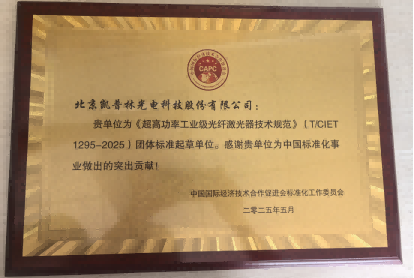 CAPC
北京凯普林光电科技股份有限公司：
贵单位为《超高功率工业级光纤激光器技术规范》（T/CIET
1295-2025）团体标准起草单位。感谢贵单位为中国标准化事
业做出的突出贡献！
中国国际经济技术合作促进会标准化工作委员会
二〇二五年五月